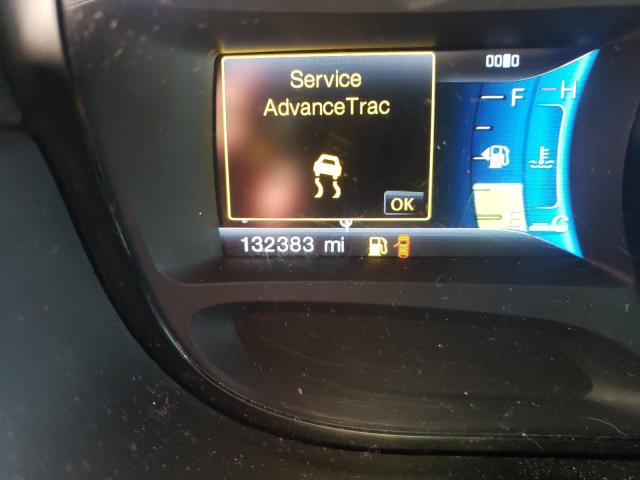 Service
AdvanceTrac
OK
132383 mi
F
H
E
C